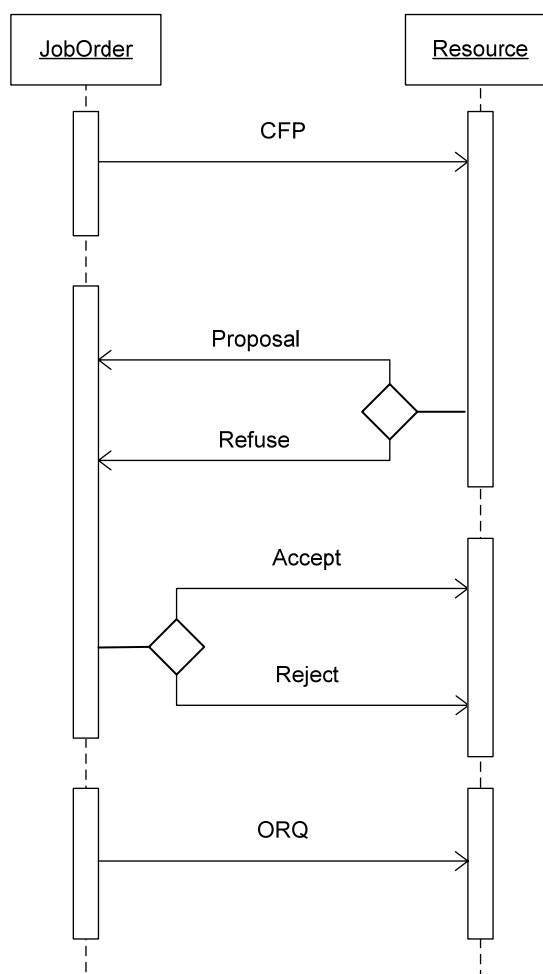 JobOrder
Resource
CFP
Proposal
Refuse
Accept
Reject
ORQ